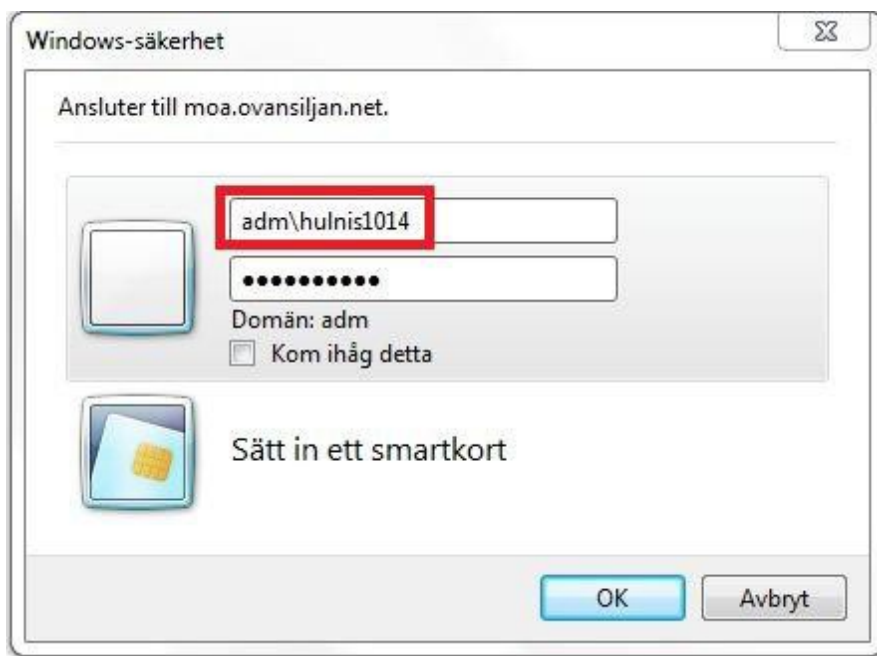 Windows-säkerhet
Ansluter till moa.ovansiljan.net.
adm\hulnis1014
●●●●●●●●●●
Domän: adm
Kom ihåg detta
Sätt in ett smartkort
OK
Avbryt